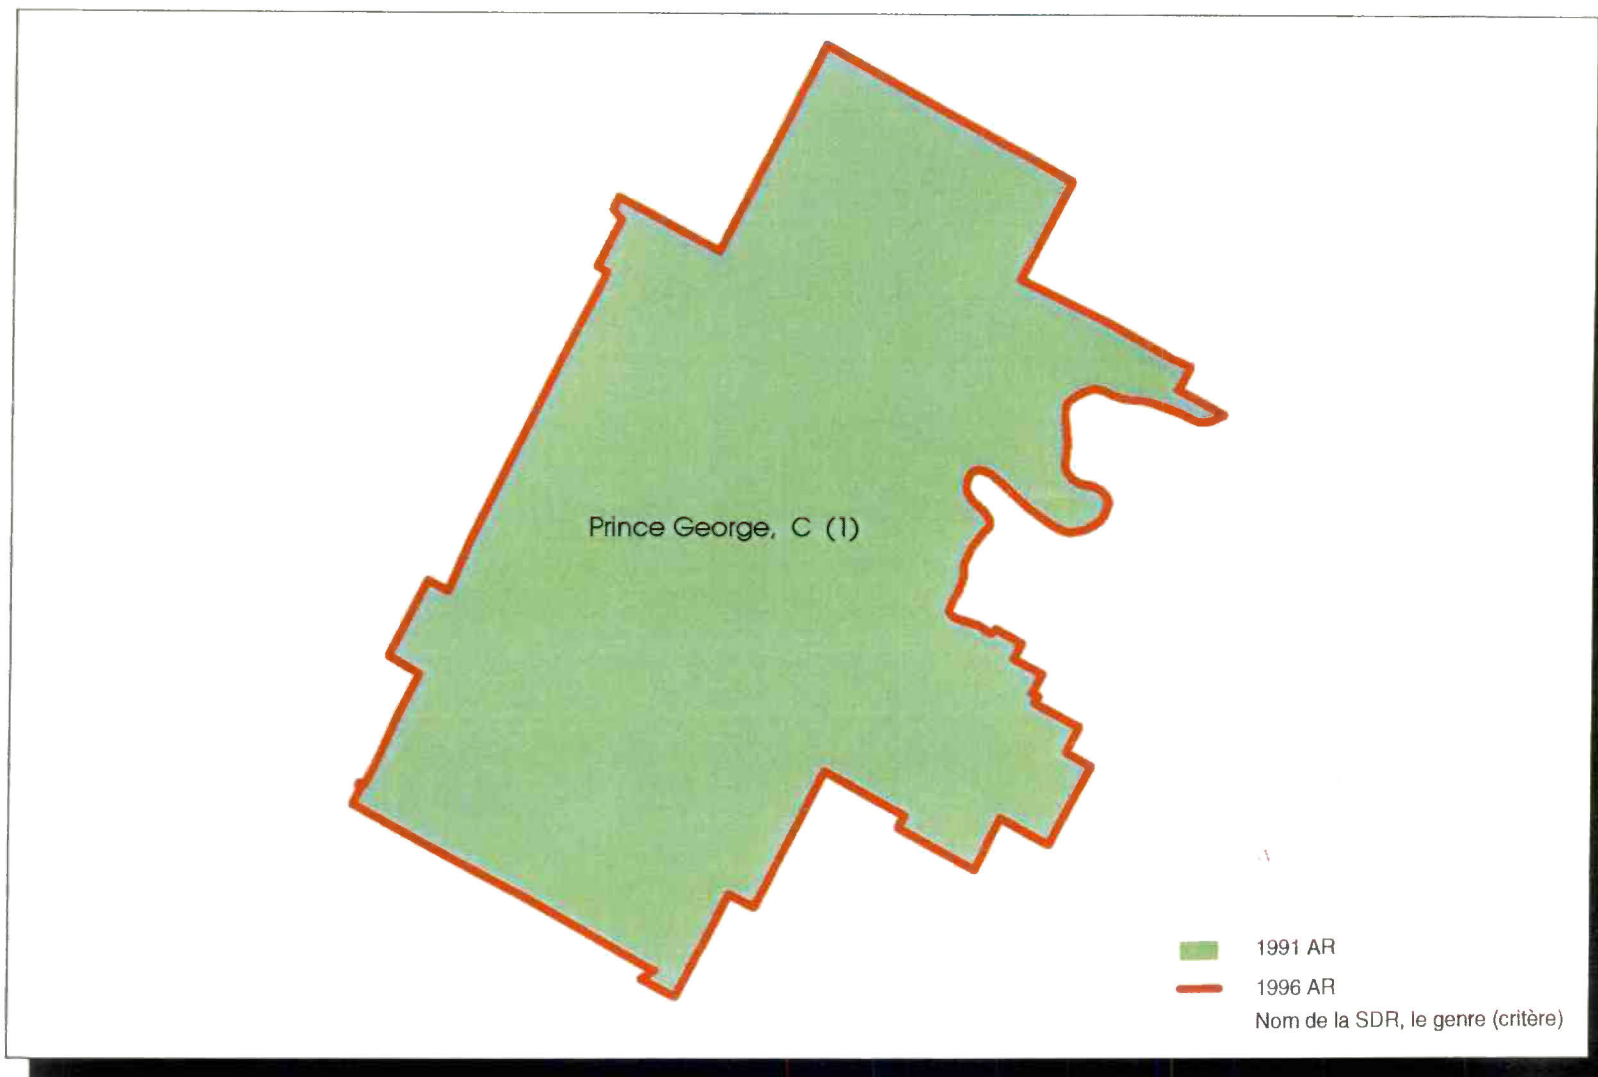 Prince George, C (1)
1991 AR
1996 AR
Nom de la SDR, le genre (critère)